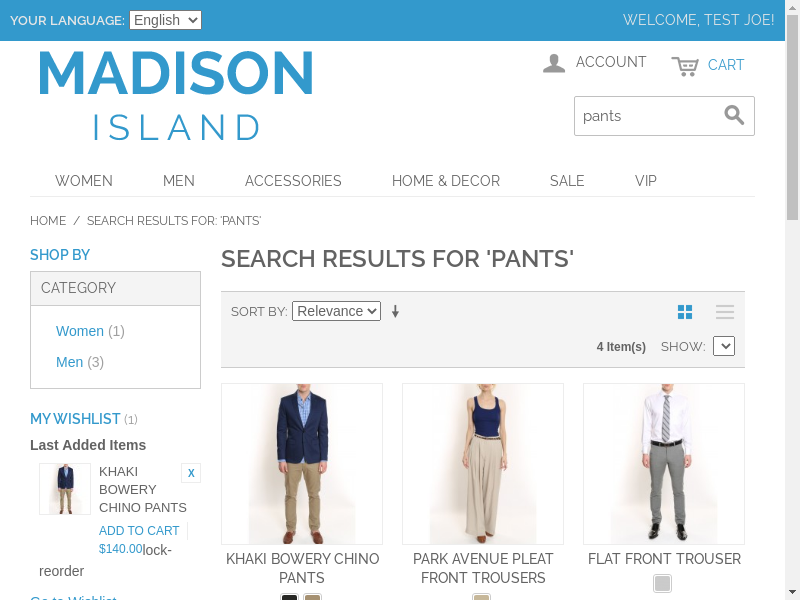 YOUR LANGUAGE: English
WELCOME, TEST JOE!
MADISON
ISLAND
ACCOUNT
CART
pants
WOMEN MEN ACCESSORIES HOME & DECOR SALE VIP
HOME / SEARCH RESULTS FOR: 'PANTS'
SHOP BY
CATEGORY
Women (1)
Men (3)
MY WISHLIST (1)
Last Added Items
KHAKI
BOWERY
CHINO PANTS
X
ADD TO CART
$140.00lock-
reorder
Go to Wishlist
SEARCH RESULTS FOR 'PANTS'
SORT BY: Relevance
4 Item(s) SHOW:
KHAKI BOWERY CHINO
PANTS
PARK AVENUE PLEAT
FRONT TROUSERS
FLAT FRONT TROUSER